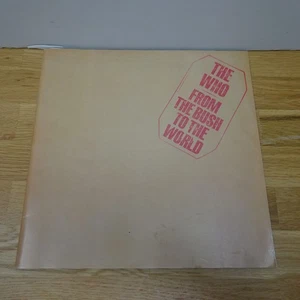 THE
WHO
FROM
THE BUSH
TO THE
WORLD